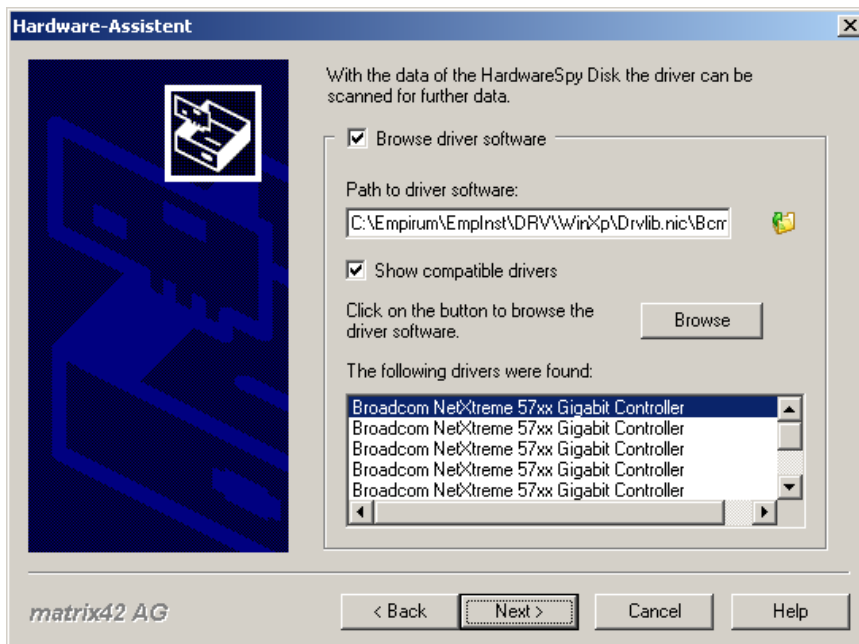 Hardware-Assistent
With the data of the HardwareSpy Disk the driver can be
scanned for further data.
Browse driver software
Path to driver software:
C:\Empirum\EmpInst\DRV\WinXp\Drvlib.nic\Bcm
Show compatible drivers
Click on the button to browse the
driver software.
Browse
The following drivers were found:
Broadcom NetXtreme 57xx Gigabit Controller
Broadcom NetXtreme 57xx Gigabit Controller
Broadcom NetXtreme 57xx Gigabit Controller
Broadcom NetXtreme 57xx Gigabit Controller
Broadcom NetXtreme 57xx Gigabit Controller
matrix42 AG
< Back
Next >
Cancel
Help